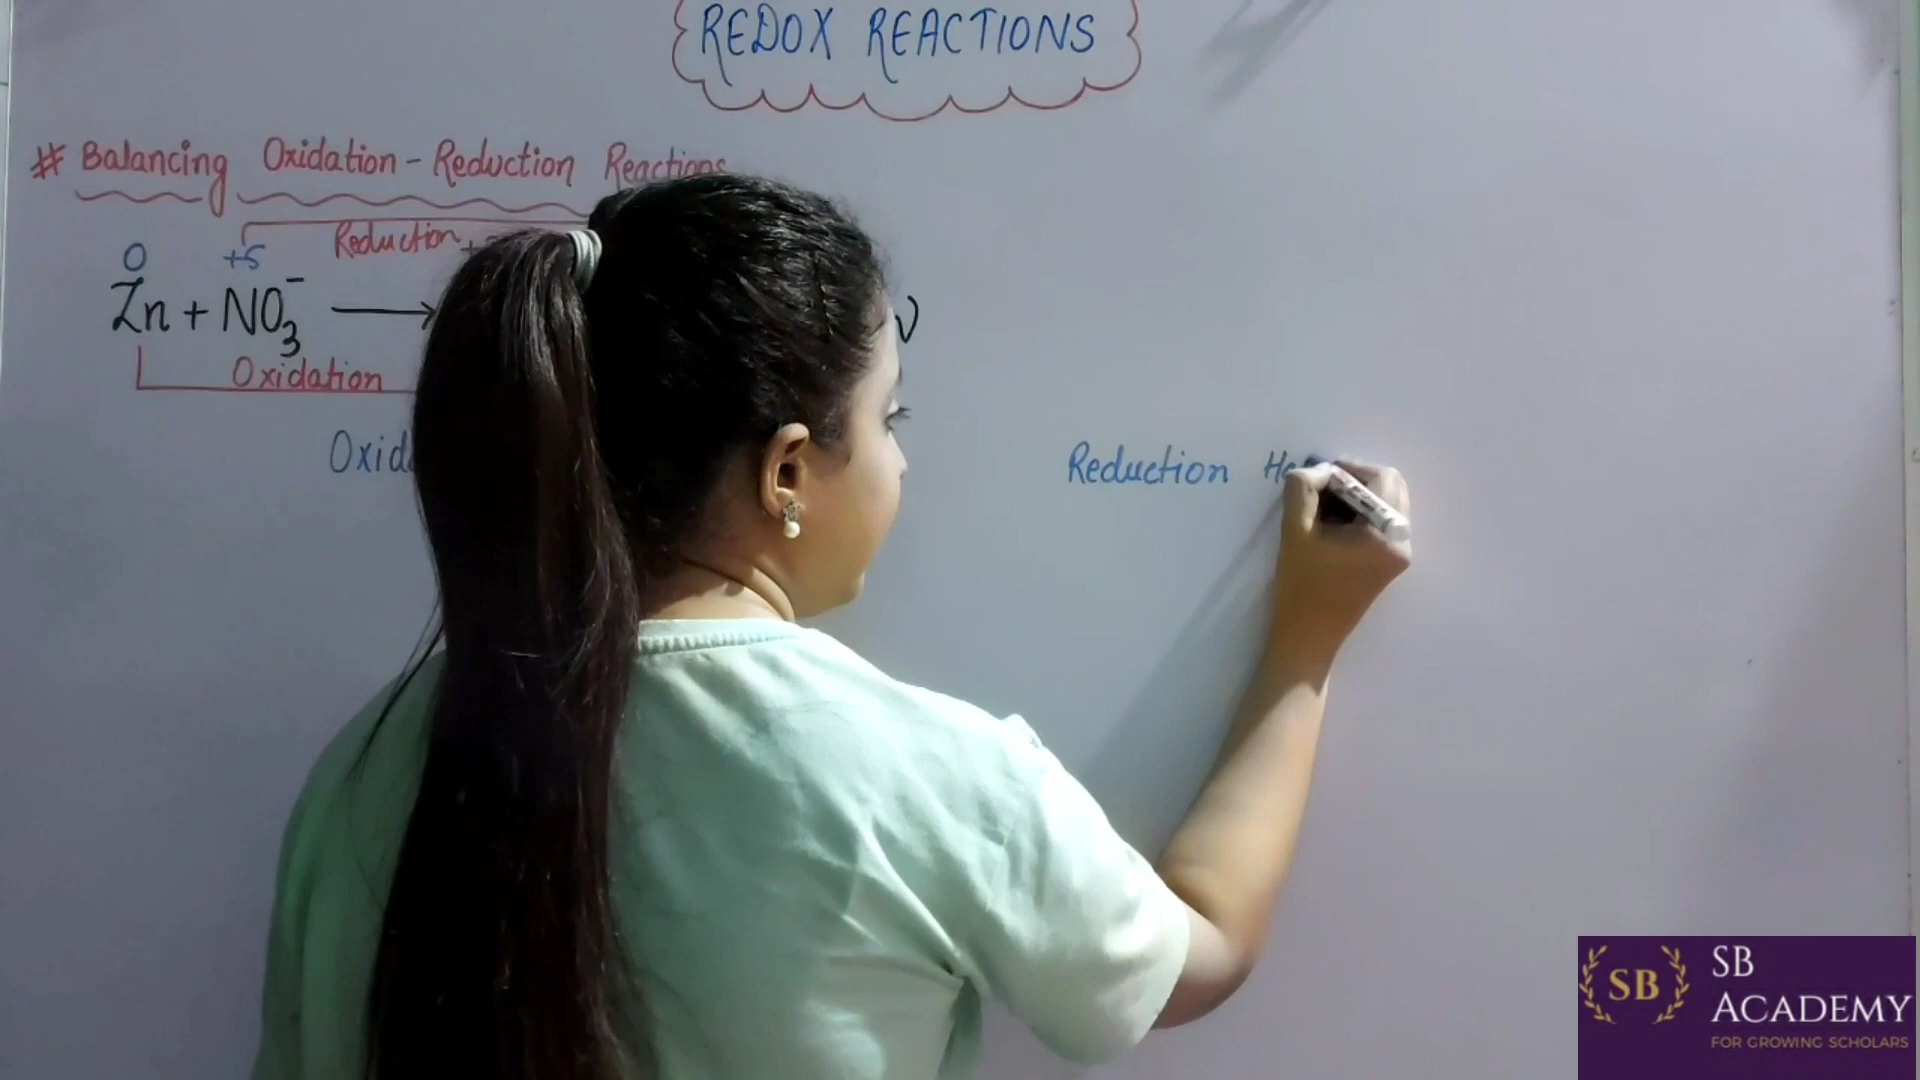 REDOX REACTIONS
# Balancing Oxidation-Reduction Reactions
Reduction
0 +5
Zn + NO3⁻ →
Oxidation
Reduction
SB
SB
ACADEMY
FOR GROWING SCHOLARS